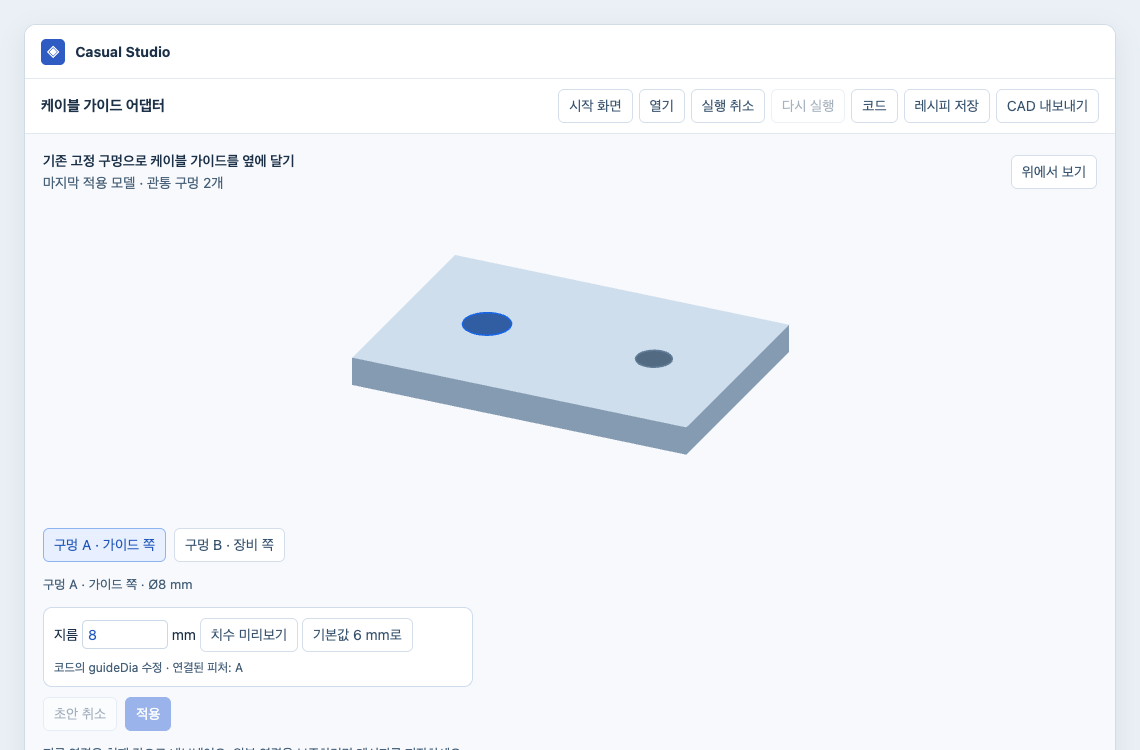 Casual Studio
케이블 가이드 어댑터
시작 화면 열기 실행 취소 다시 실행 코드 레시피 저장 CAD 내보내기
기존 고정 구멍으로 케이블 가이드를 옆에 달기
마지막 적용 모델 · 관통 구멍 2개
위에서 보기
구멍 A · 가이드 쪽 구멍 B · 장비 쪽
구멍 A · 가이드 쪽 · Ø8 mm
지름 8 mm 치수 미리보기 기본값 6 mm로
코드의 guideDia 수정 · 연결된 피처: A
초안 취소 적용